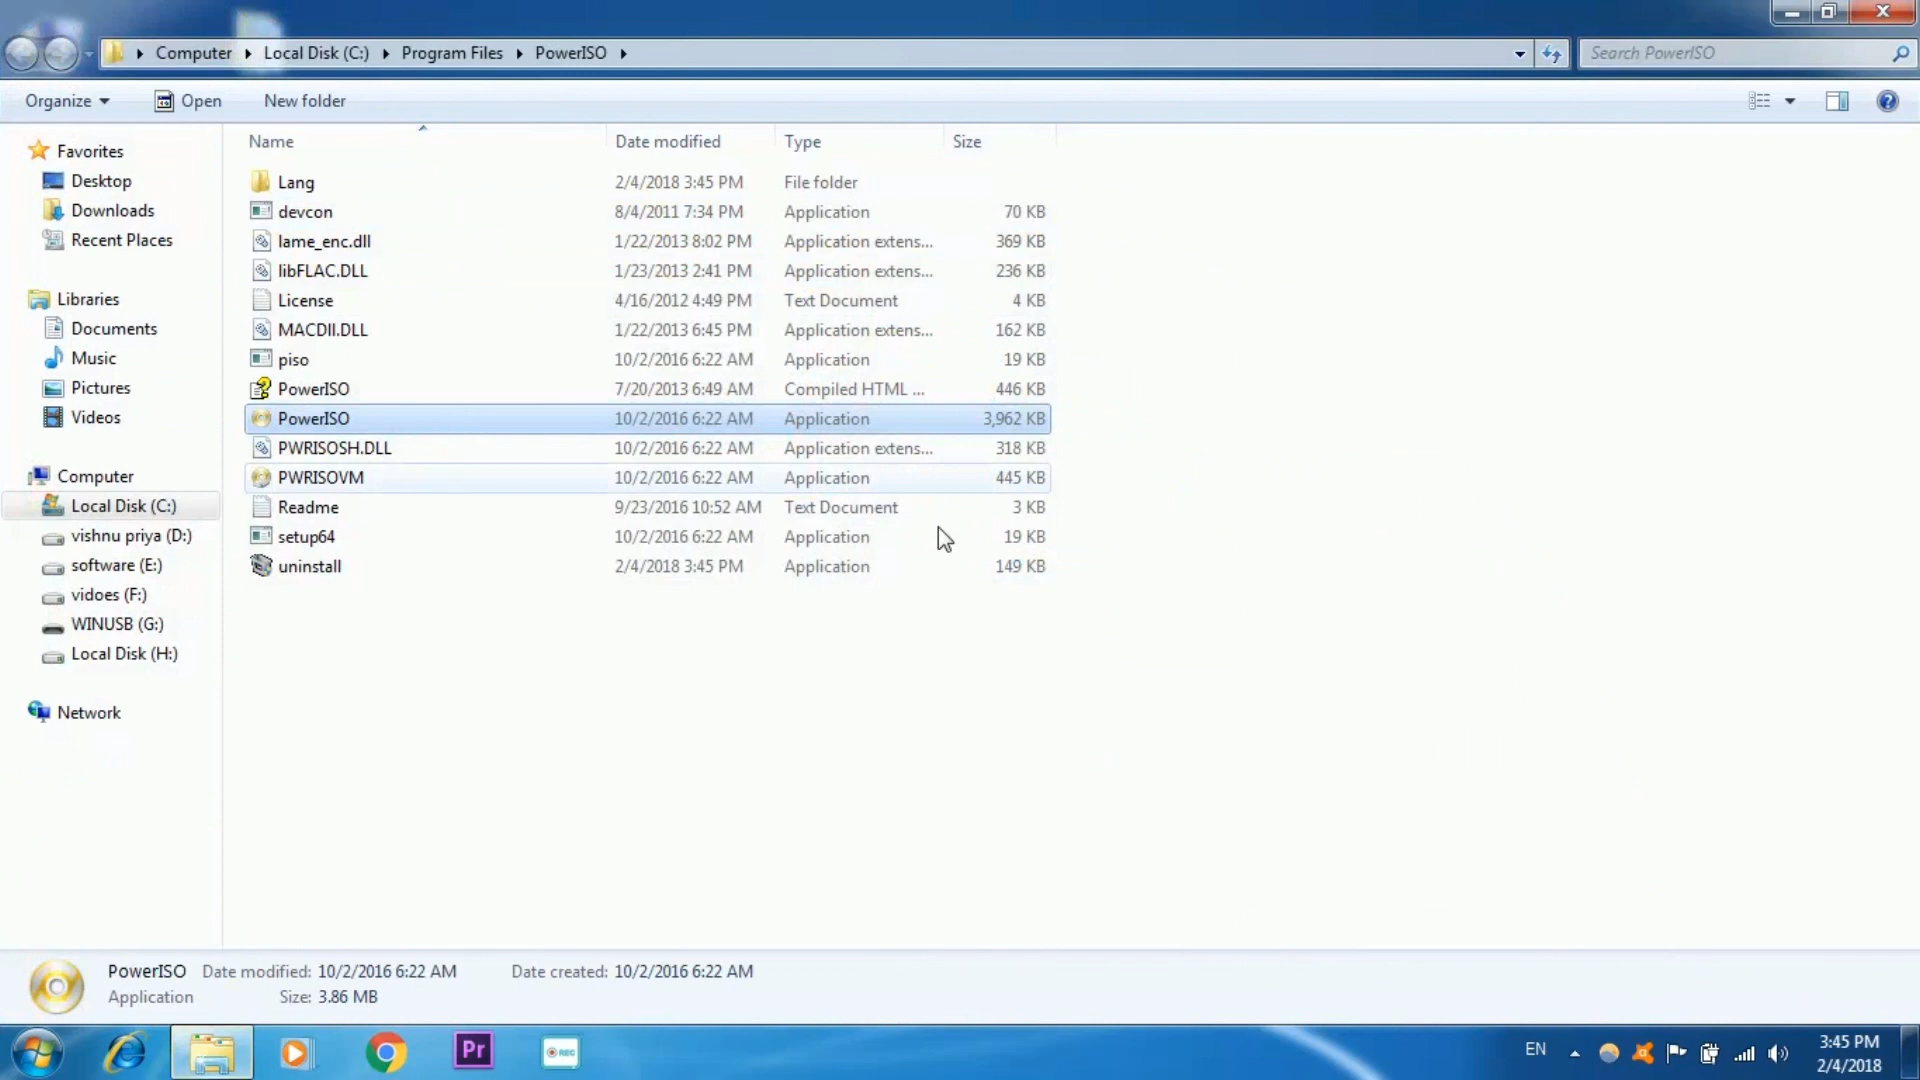 Computer Local Disk (C:) Program Files PowerISO
Search PowerISO
Organize Open New folder
Name Date modified Type Size
Favorites
Desktop
Downloads
Recent Places
Libraries
Documents
Music
Pictures
Videos
Computer
Local Disk (C:)
vishnu priya (D:)
software (E:)
vidoes (F:)
WINUSB (G:)
Local Disk (H:)
Network
Lang 2/4/2018 3:45 PM File folder
devcon 8/4/2011 7:34 PM Application 70 KB
lame_enc.dll 1/22/2013 8:02 PM Application extens... 369 KB
libFLAC.DLL 1/23/2013 2:41 PM Application extens... 236 KB
License 4/16/2012 4:49 PM Text Document 4 KB
MACDll.DLL 1/22/2013 6:45 PM Application extens... 162 KB
piso 10/2/2016 6:22 AM Application 19 KB
PowerISO 7/20/2013 6:49 AM Compiled HTML ... 446 KB
PowerISO 10/2/2016 6:22 AM Application 3,962 KB
PWRISOSH.DLL 10/2/2016 6:22 AM Application extens... 318 KB
PWRISOVM 10/2/2016 6:22 AM Application 445 KB
Readme 9/23/2016 10:52 AM Text Document 3 KB
setup64 10/2/2016 6:22 AM Application 19 KB
uninstall 2/4/2018 3:45 PM Application 149 KB
PowerISO Date modified: 10/2/2016 6:22 AM Date created: 10/2/2016 6:22 AM
Application Size: 3.86 MB
Pr
REC
EN
3:45 PM
2/4/2018